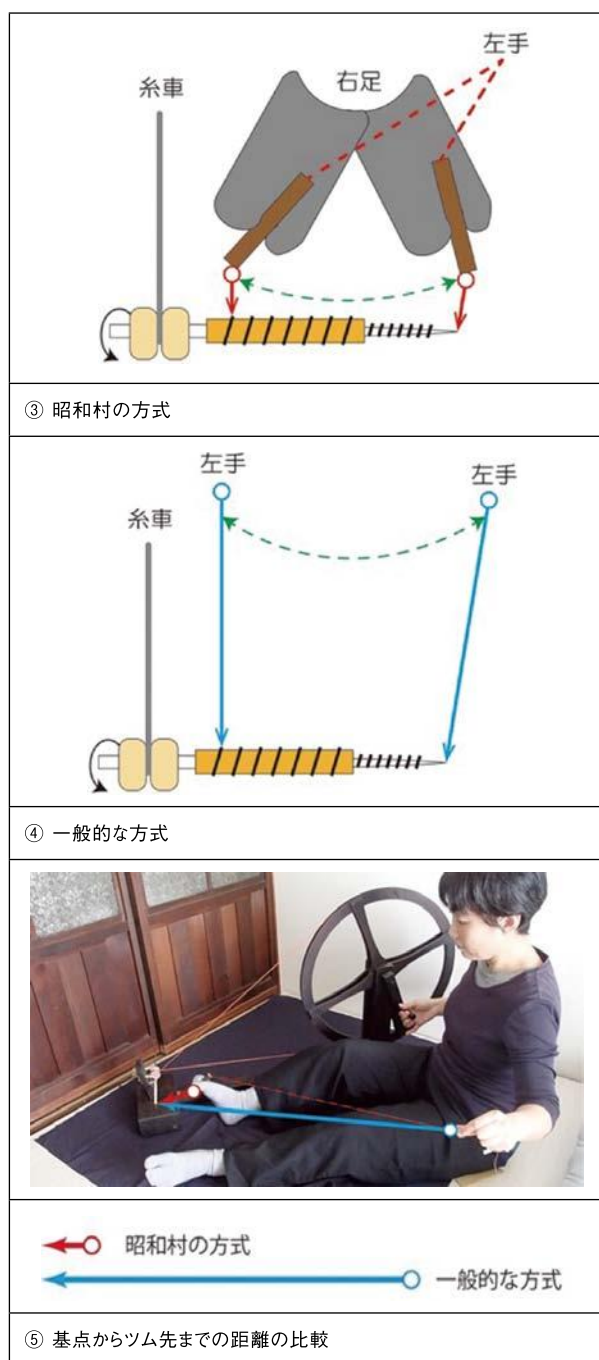 左手
右足
糸車
③ 昭和村の方式
左手
左手
糸車
④ 一般的な方式
昭和村の方式
一般的な方式
⑤ 基点からツム先までの距離の比較